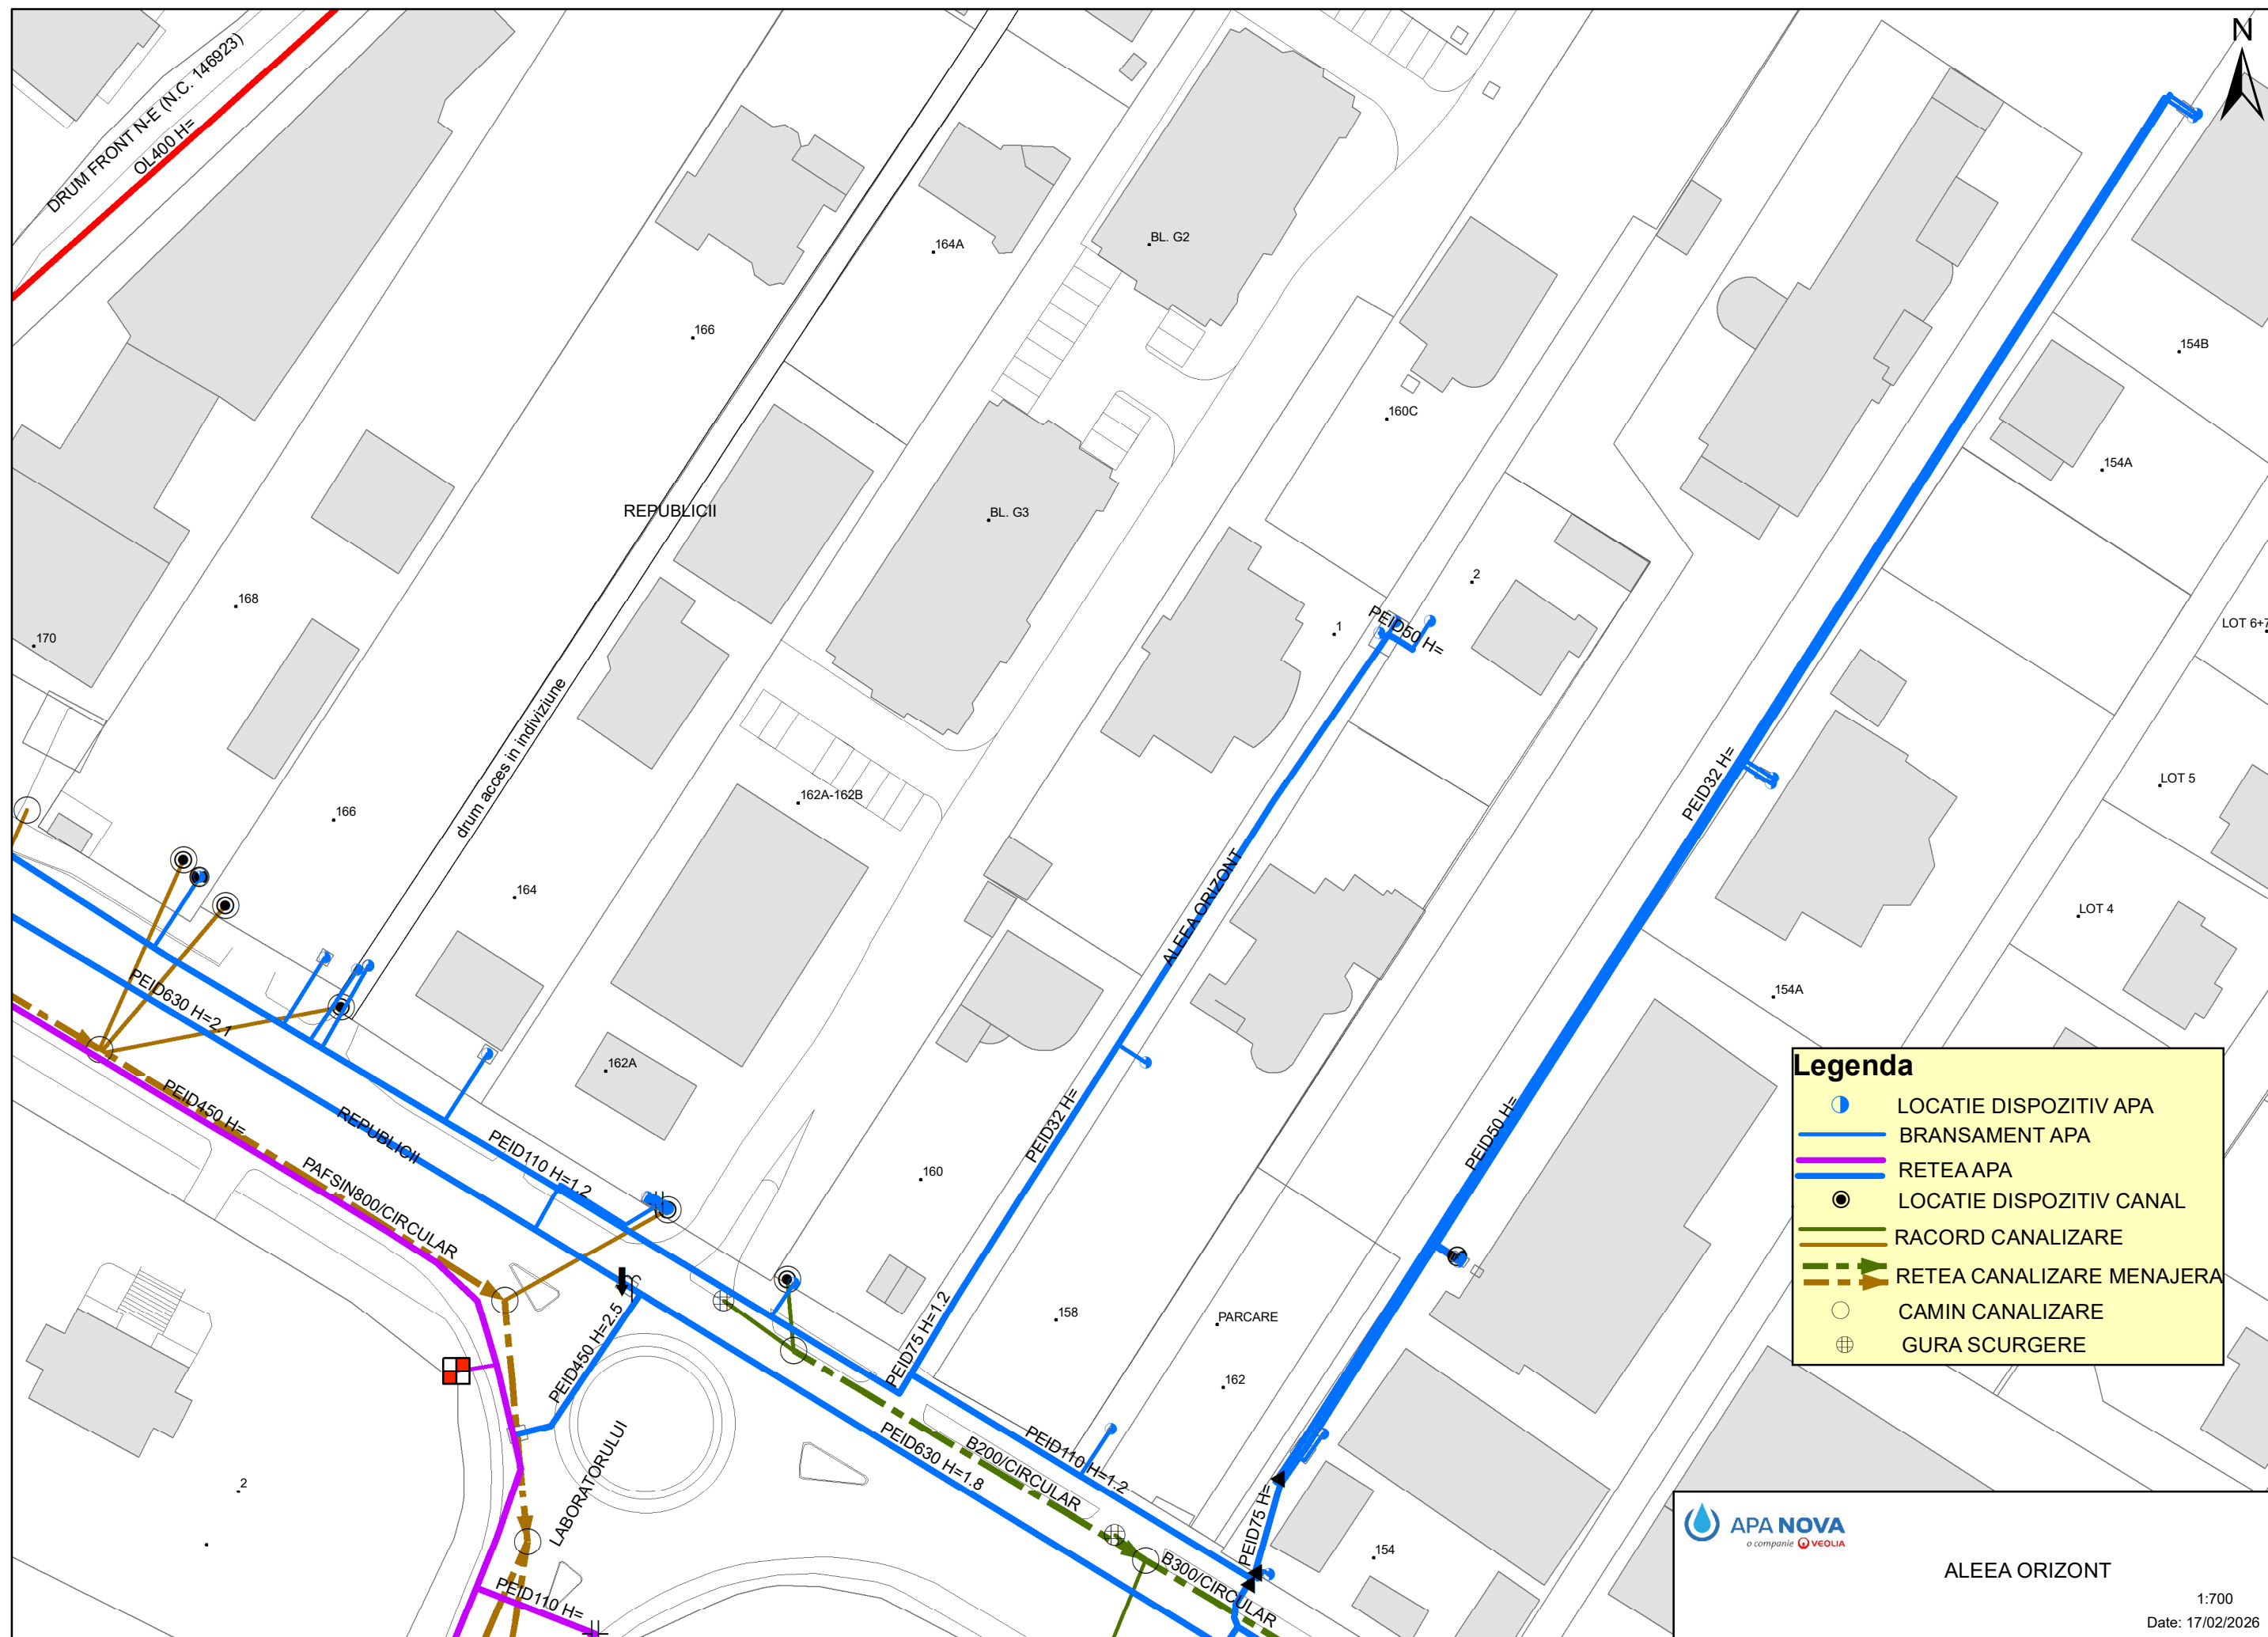 N
DRUM FRONT N-E (N.C. 146923)
OL400 H=
164A
BL. G2
166
154B
160C
154A
REPUBLICII
BL. G3
2
168
1
PEID50 H=
170
LOT 6+7
drum acces in indiviziune
PEID32 H=
LOT 5
162A-162B
166
164
ALEEA ORIZONT
LOT 4
154A
PEID630 H=2.1
162A
PEID450 H=
REPUBLICII
PEID110 H=1.2
PEID32 H=
PEID50 H=
PAFSIN800/CIRCULAR
160
158
PARCARE
162
PEID450 H=2.5
PEID75 H=1.2
LABORATORULUI
PEID630 H=1.8
B200/CIRCULAR
PEID110 H=1.2
PEID75 H=
2
154
B300/CIRCULAR
PEID110 H=
Legenda
LOCATIE DISPOZITIV APA
BRANSAMENT APA
RETEA APA
LOCATIE DISPOZITIV CANAL
RACORD CANALIZARE
RETEA CANALIZARE MENAJERA
CAMIN CANALIZARE
GURA SCURGERE
APA NOVA
o companie VEOLIA
ALEEA ORIZONT
1:700
Date: 17/02/2026